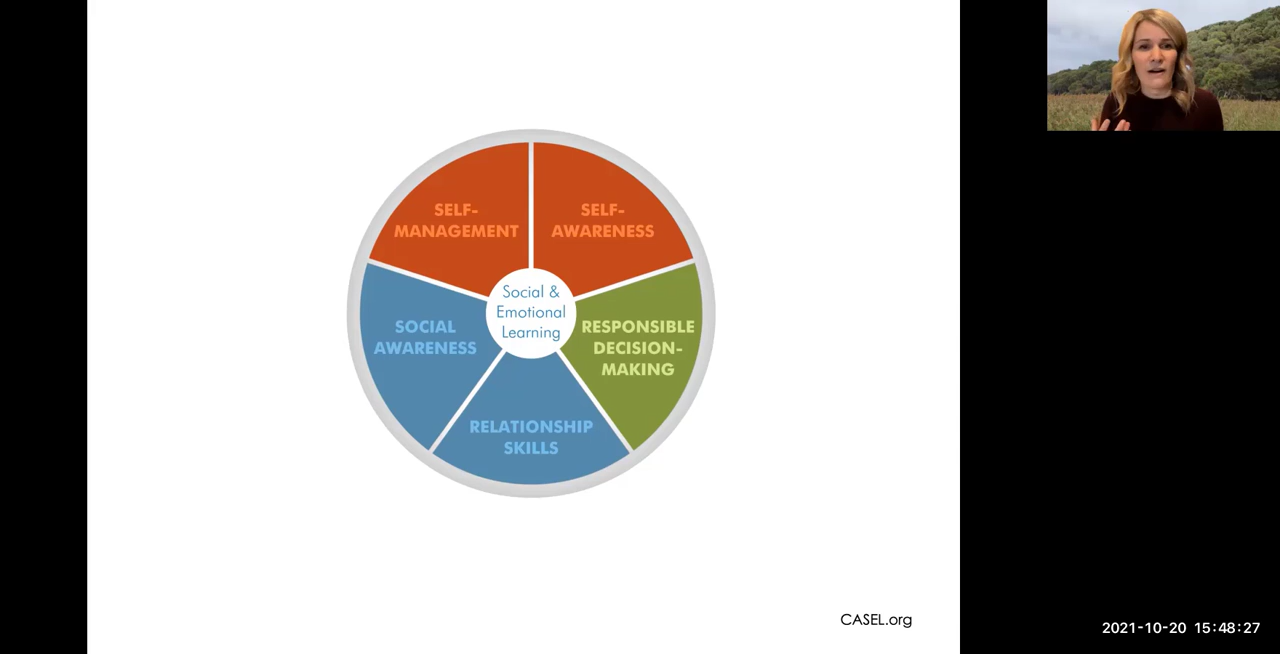 SELF-
MANAGEMENT
SELF-
AWARENESS
Social &
Emotional
Learning
SOCIAL
AWARENESS
RESPONSIBLE
DECISION-
MAKING
RELATIONSHIP
SKILLS
CASEL.org
2021-10-20 15:48:27